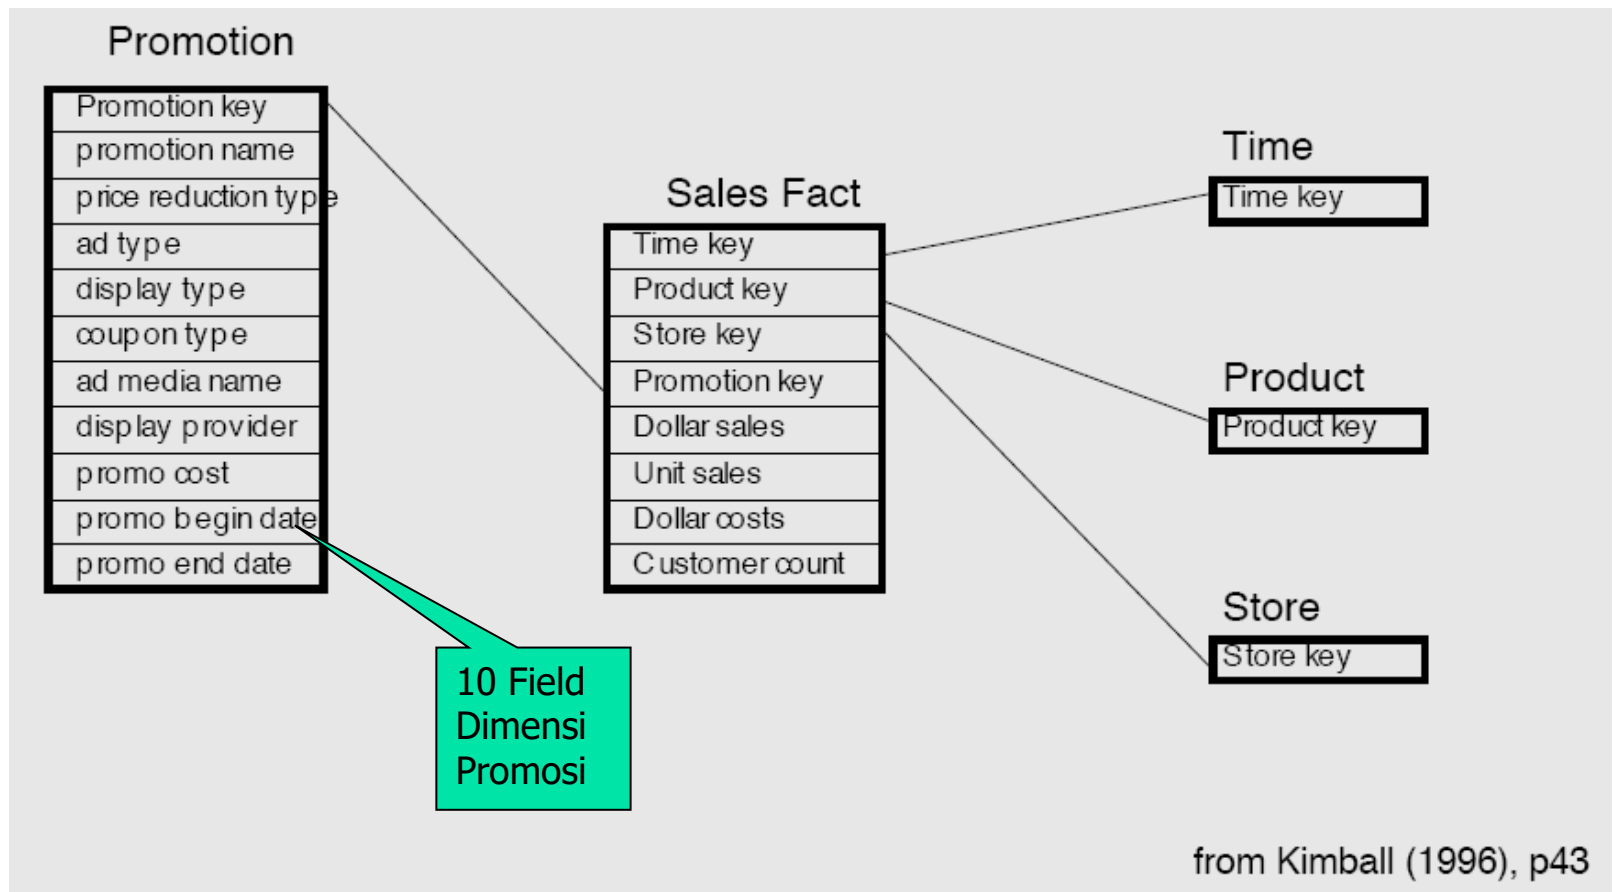 Promotion
Promotion key
promotion name
price reduction type
ad type
display type
coupon type
ad media name
display provider
promo cost
promo begin date
promo end date
Sales Fact
Time key
Product key
Store key
Promotion key
Dollar sales
Unit sales
Dollar costs
Customer count
Time
Time key
Product
Product key
Store
Store key
10 Field
Dimensi
Promosi
from Kimball (1996), p43